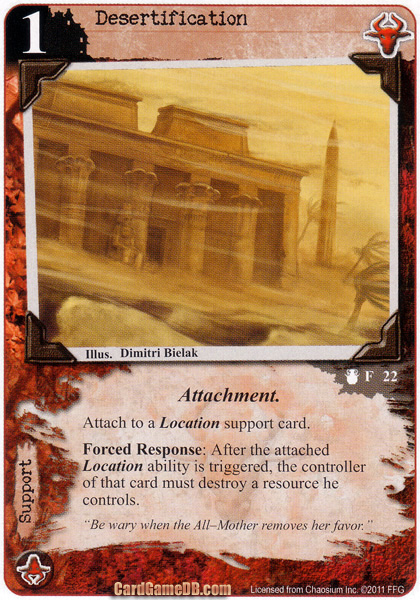 1
Desertification
Illus. Dimitri Bielak
F 22
Attachment.
Attach to a Location support card.
Forced Response: After the attached
Location ability is triggered, the controller
of that card must destroy a resource he
controls.
“Be wary when the All–Mother removes her favor.”
Support
CardGameDB.com
Licensed from Chaosium Inc. ©2011 FFG